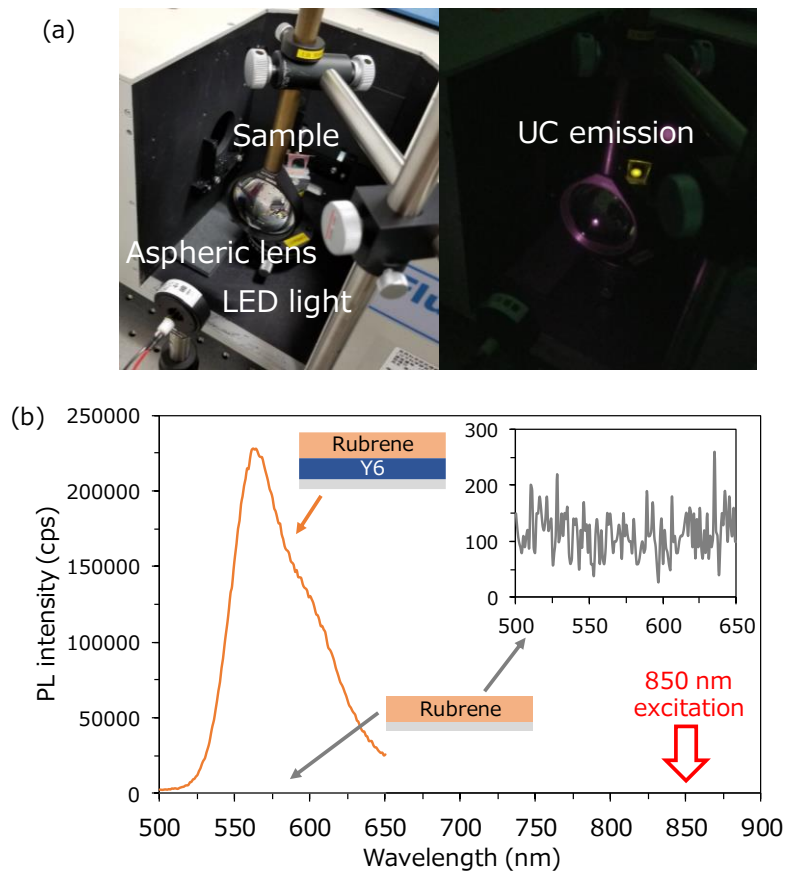 (a)
Sample
UC emission
Aspheric lens
LED light
(b)
250000
200000
150000
100000
50000
0
PL intensity (cps)
Rubrene
Y6
300
200
100
0
500 550 600 650
850 nm
excitation
Rubrene
500 550 600 650 700 750 800 850 900
Wavelength (nm)